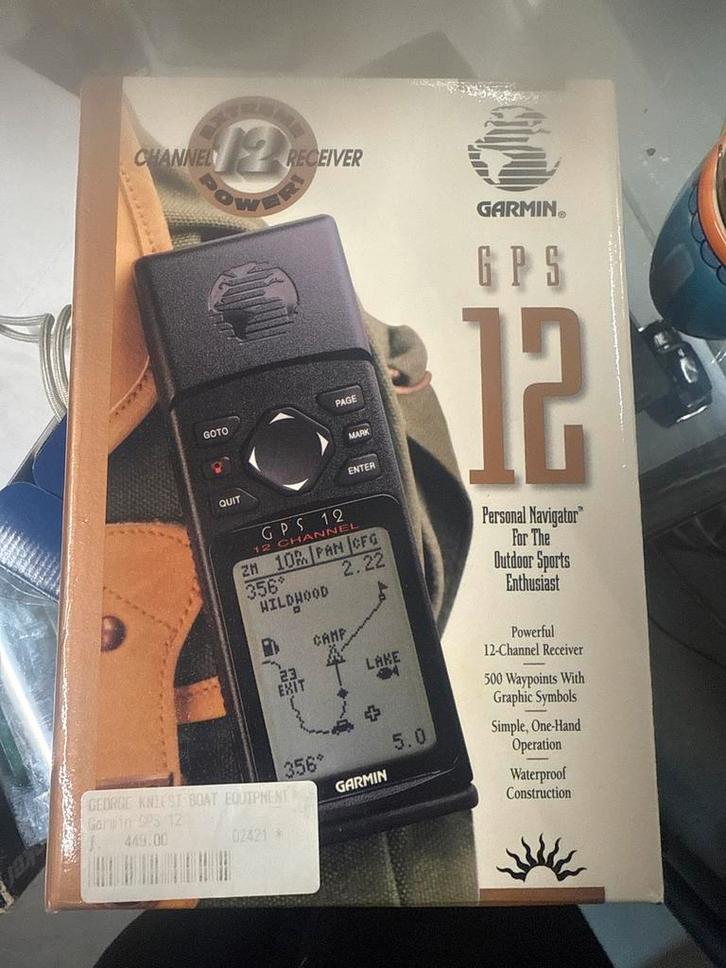 EXTREME
CHANNEL 12 RECEIVER
POWER!
GARMIN®
GPS
12
Personal Navigator™
For The
Outdoor Sports
Enthusiast
Powerful
12-Channel Receiver
500 Waypoints With
Graphic Symbols
Simple, One-Hand
Operation
Waterproof
Construction
PAGE
GOTO
MARK
ENTER
QUIT
GPS 12
12 CHANNEL
ZM 10m PAN CFG
356° 2.22
WILDWOOD
CAMP
LAKE
23
EXIT
5.0
356°
GARMIN
GEORGE KNIEST BOAT EQUIPMENT
Garmin GPS 12
ƒ. 449.00 02421 *